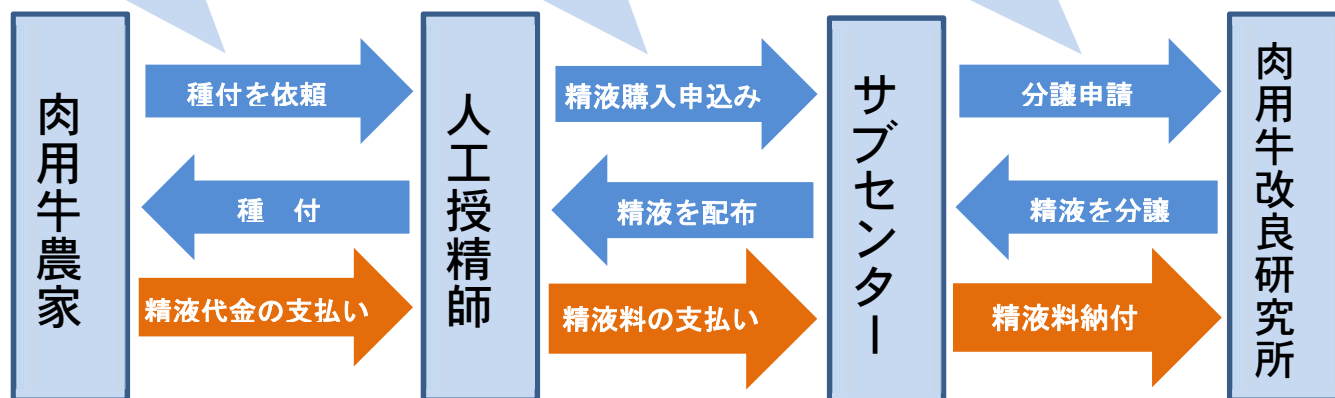 肉用牛農家
種付を依頼
種　付
精液代金の支払い
人工授精師
精液購入申込み
精液を配布
精液料の支払い
サブセンター
分譲申請
精液を分譲
精液料納付
肉用牛改良研究所